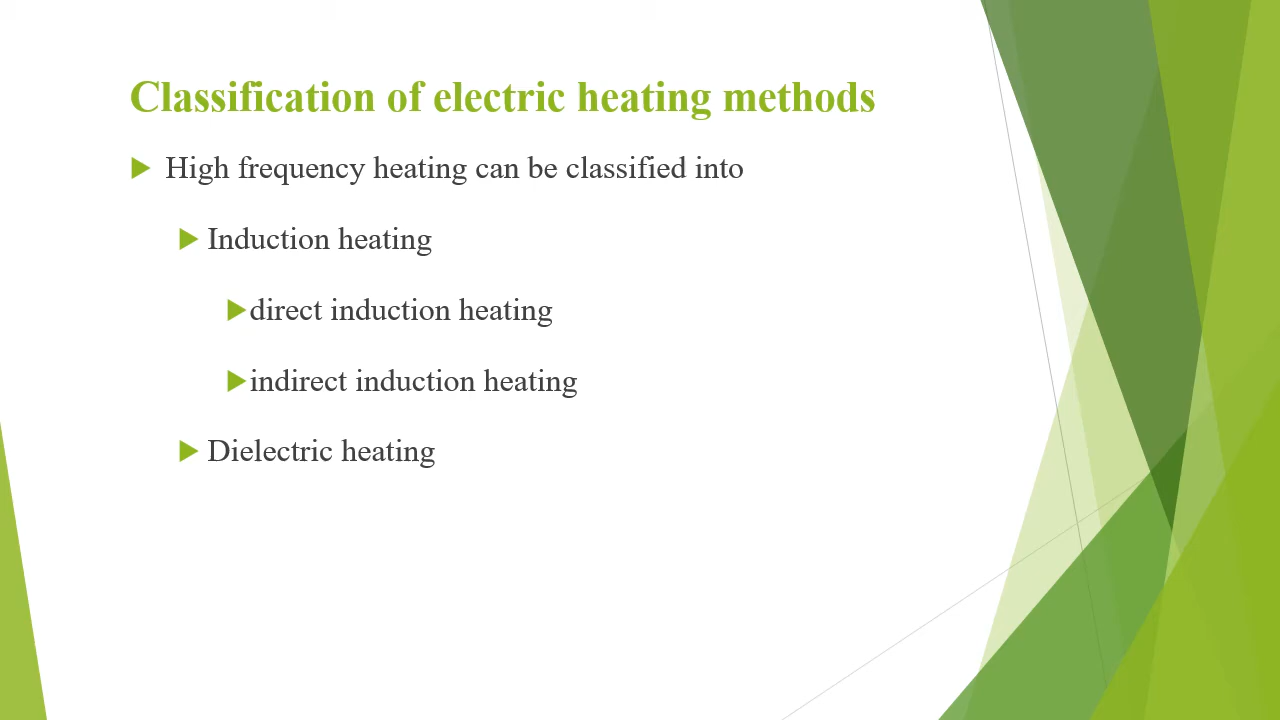 Classification of electric heating methods
High frequency heating can be classified into
Induction heating
direct induction heating
indirect induction heating
Dielectric heating